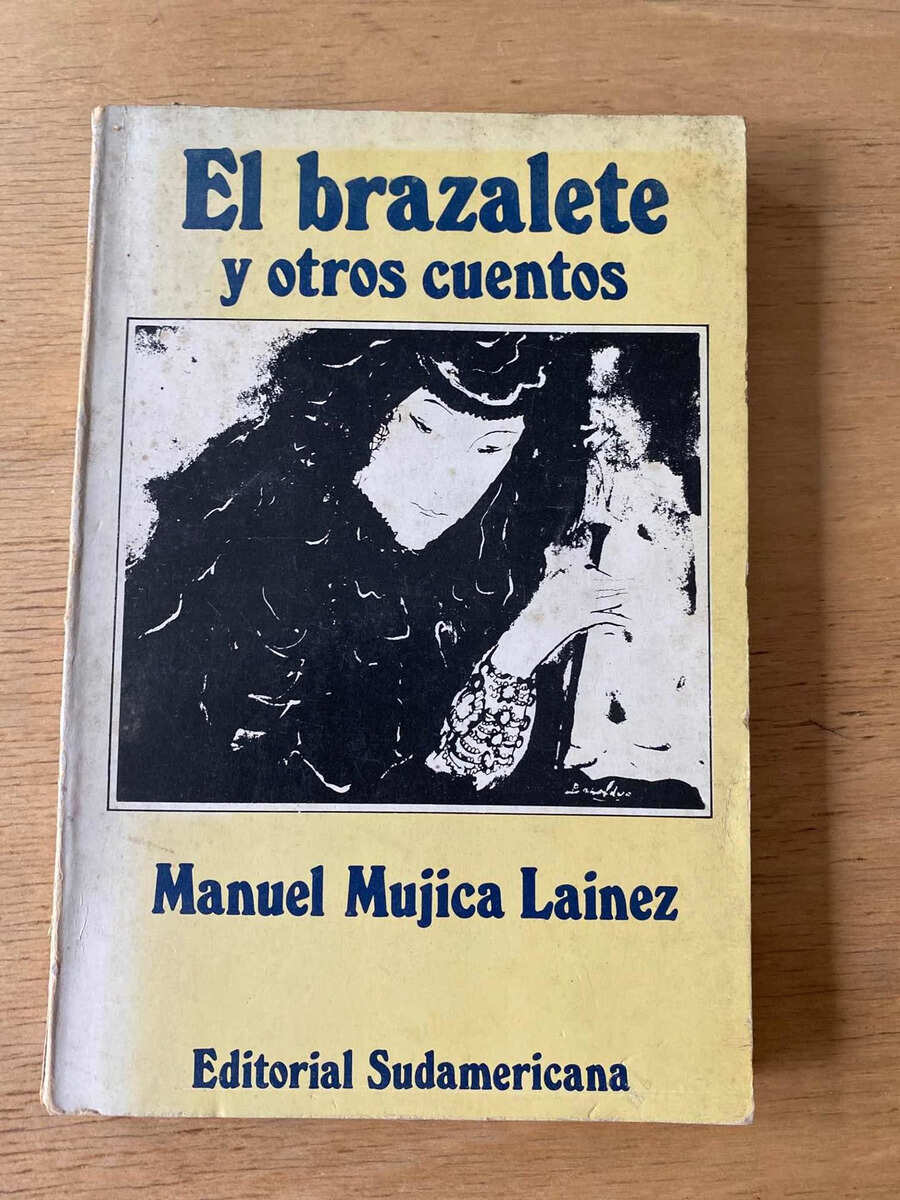 El brazalete
y otros cuentos
Manuel Mujica Lainez
Editorial Sudamericana